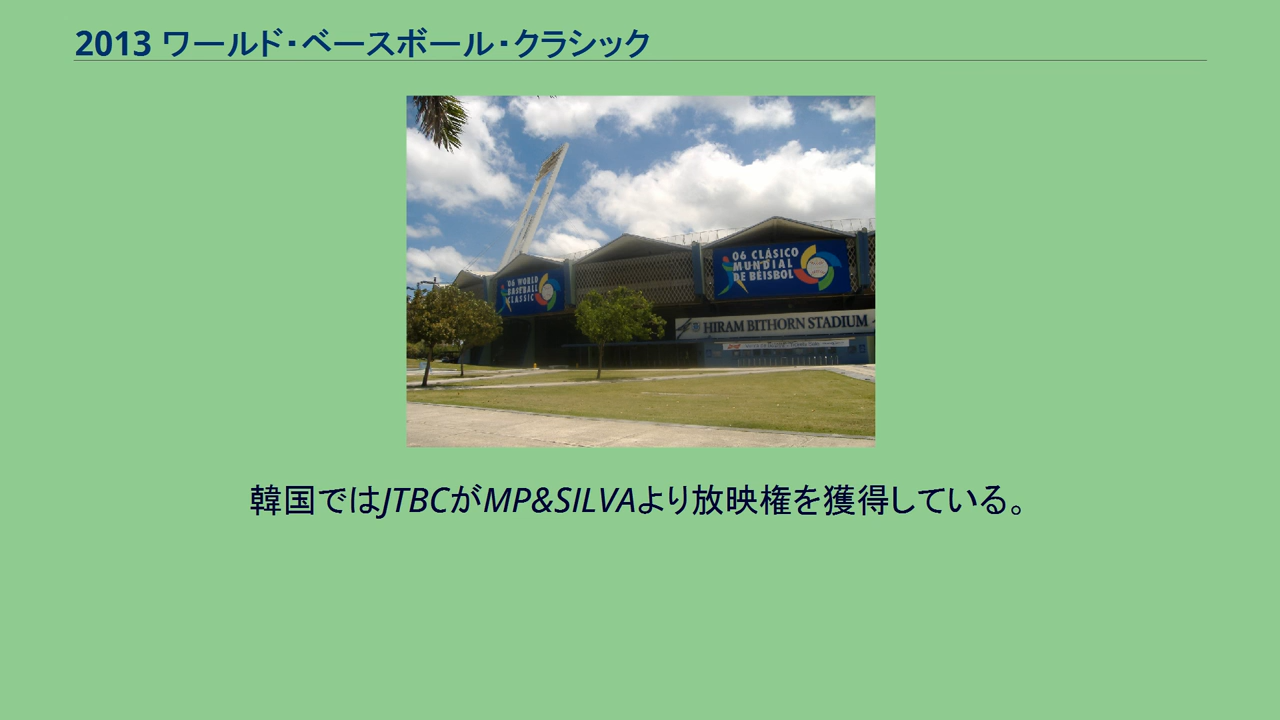 2013 ワールド・ベースボール・クラシック
06 CLÁSICO
MUNDIAL
DE BÉISBOL
06 WORLD
BASEBALL
CLASSIC
HIRAM BITHORN STADIUM
韓国ではJTBCがMP&SILVAより放映権を獲得している。